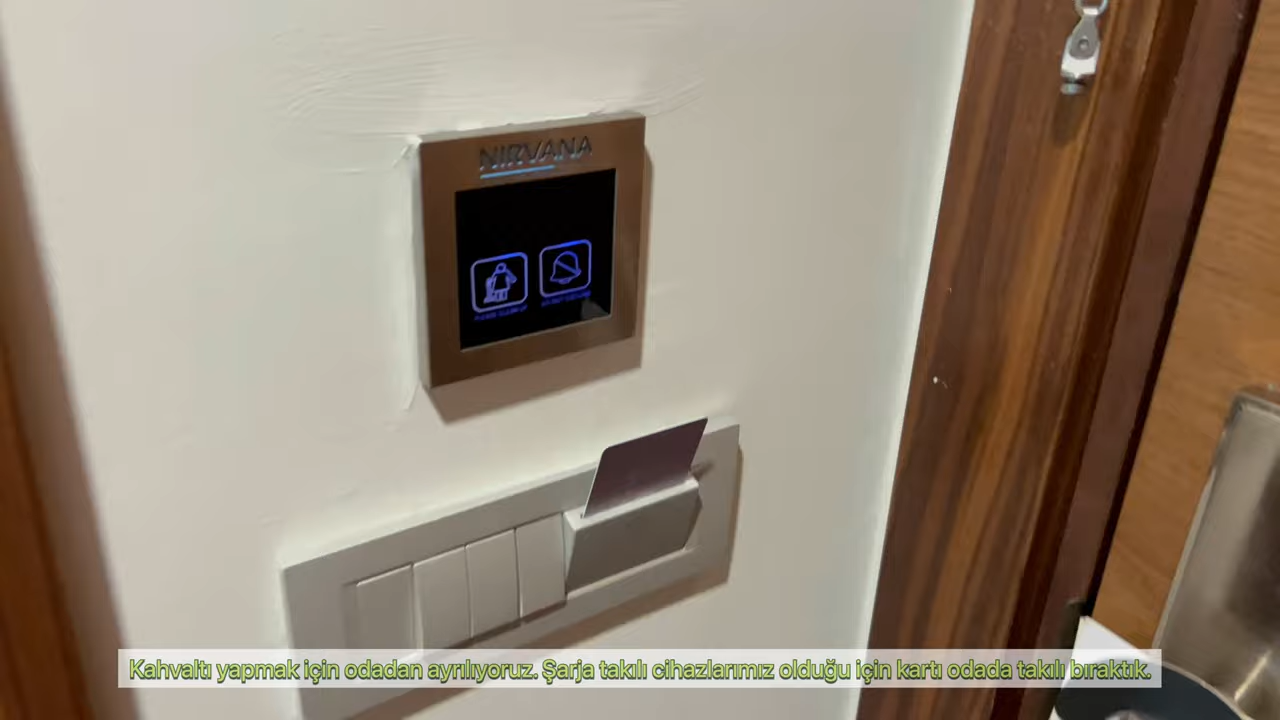 NIRVANA
Kahvaltı yapmak için odadan ayrılıyoruz. Şarja takılı cihazlarımız olduğu için kartı odada takılı bıraktık.